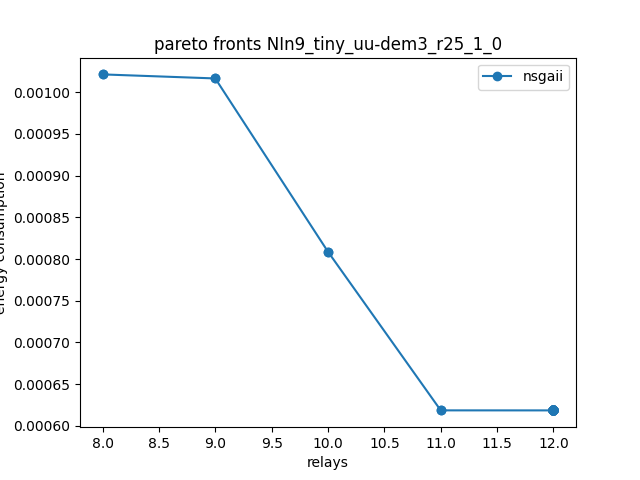 pareto fronts NIn9_tiny_uu-dem3_r25_1_0
nsgaii
0.00100
0.00095
0.00090
0.00085
0.00080
0.00075
0.00070
0.00065
0.00060
energy consumption
8.0 8.5 9.0 9.5 10.0 10.5 11.0 11.5 12.0
relays